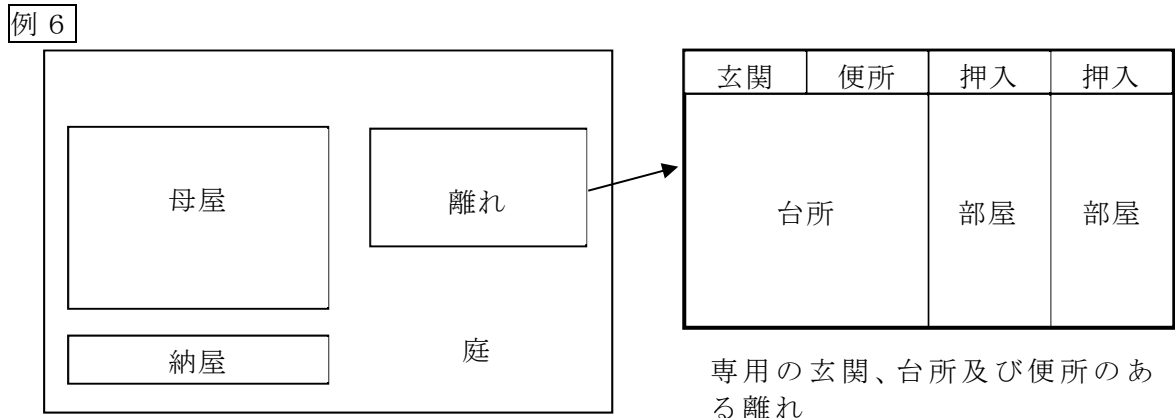 例６
玄関 便所 押入 押入
母屋 離れ
台所 部屋 部屋
納屋 庭
専用の玄関、台所及び便所のあ
る離れ